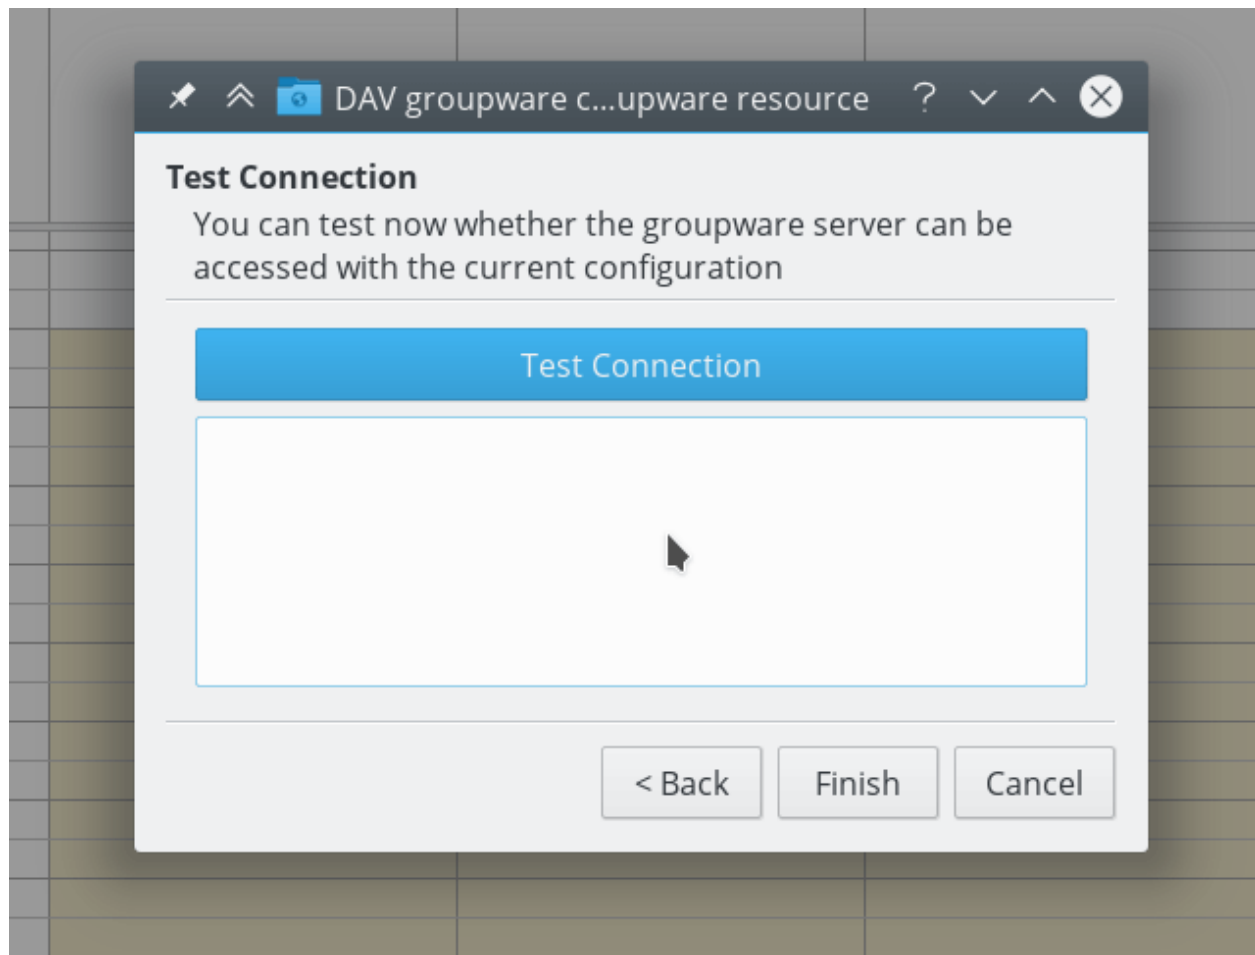 DAV groupware c...upware resource ?
Test Connection
You can test now whether the groupware server can be
accessed with the current configuration
Test Connection
< Back Finish Cancel